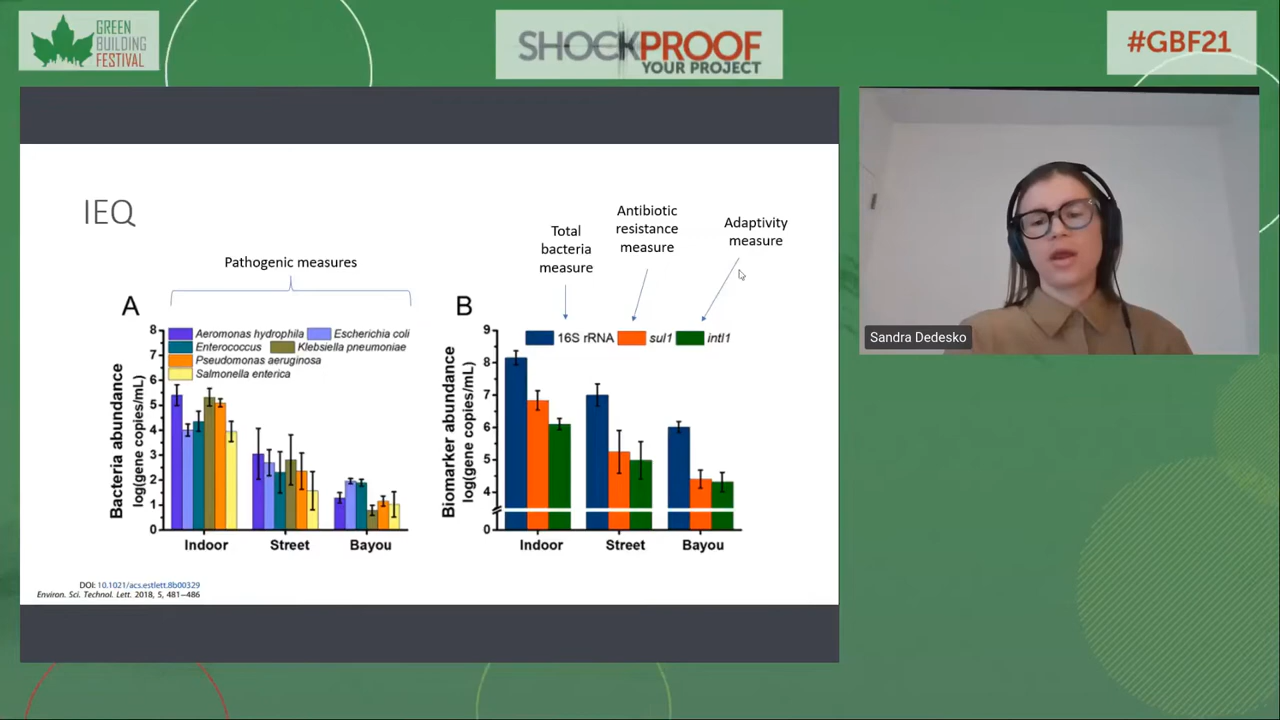 GREEN
BUILDING
FESTIVAL
SHOCKPROOF
YOUR PROJECT
#GBF21
IEQ
Pathogenic measures
Total
bacteria
measure
Antibiotic
resistance
measure
Adaptivity
measure
A
Bacteria abundance
log(gene copies/mL)
8
7
6
5
4
3
2
1
0
Aeromonas hydrophila Escherichia coli
Enterococcus Klebsiella pneumoniae
Pseudomonas aeruginosa
Salmonella enterica
Indoor Street Bayou
B
Biomarker abundance
log(gene copies/mL)
9
8
7
6
5
4
0
16S rRNA sul1 intl1
Indoor Street Bayou
DOI: 10.1021/acs.estlett.8b00329
Environ. Sci. Technol. Lett. 2018, 5, 481−486
Sandra Dedesko